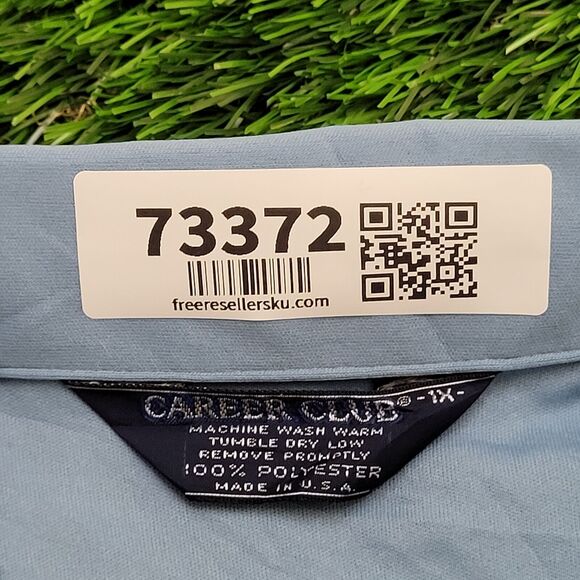 73372
freeresellersku.com
CAREER CLUB® -1X-
MACHINE WASH WARM
TUMBLE DRY LOW
REMOVE PROMPTLY
100% POLYESTER
MADE IN U.S.A.